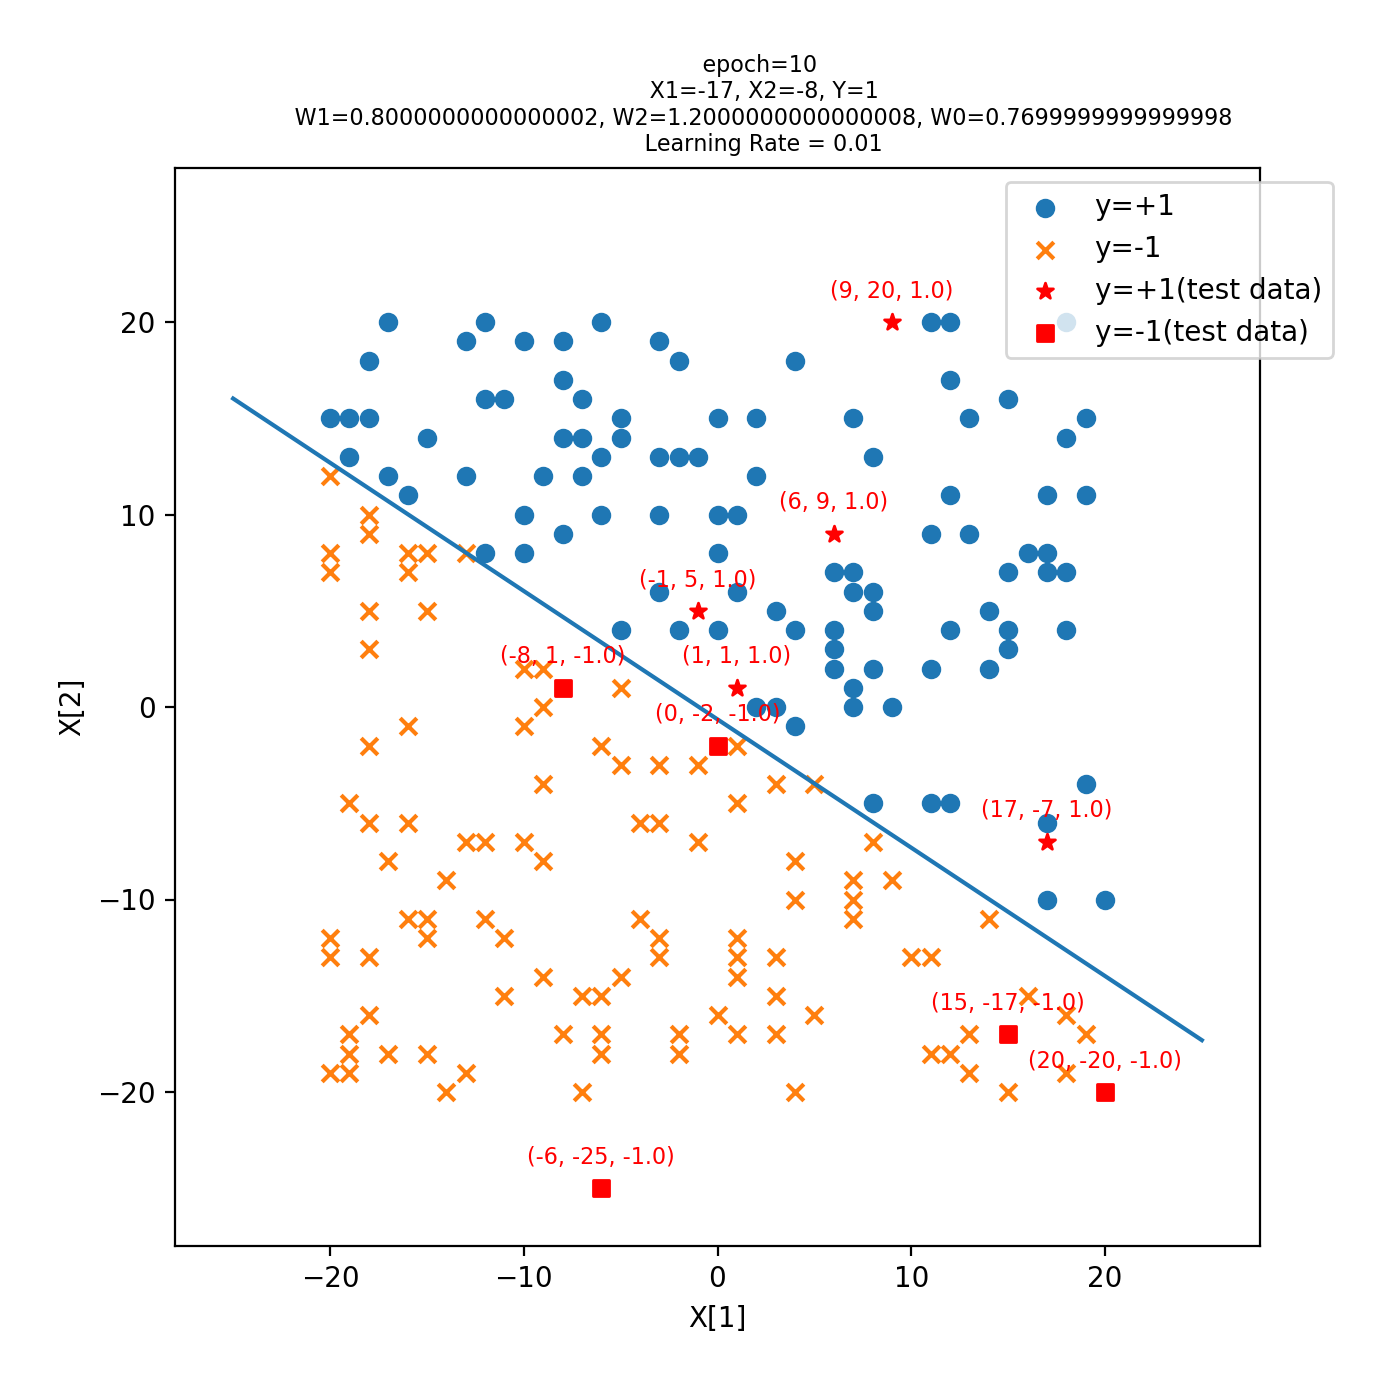 epoch=10
X1=-17, X2=-8, Y=1
W1=0.8000000000000002, W2=1.2000000000000008, W0=0.7699999999999998
Learning Rate = 0.01
y=+1
y=-1
y=+1(test data)
y=-1(test data)
(9, 20, 1.0)
(6, 9, 1.0)
(-1, 5, 1.0)
(-8, 1, -1.0)
(1, 1, 1.0)
(0, -2, -1.0)
(17, -7, 1.0)
(15, -17, -1.0)
(20, -20, -1.0)
(-6, -25, -1.0)
20
10
0
−10
−20
X[2]
−20
−10
0
10
20
X[1]